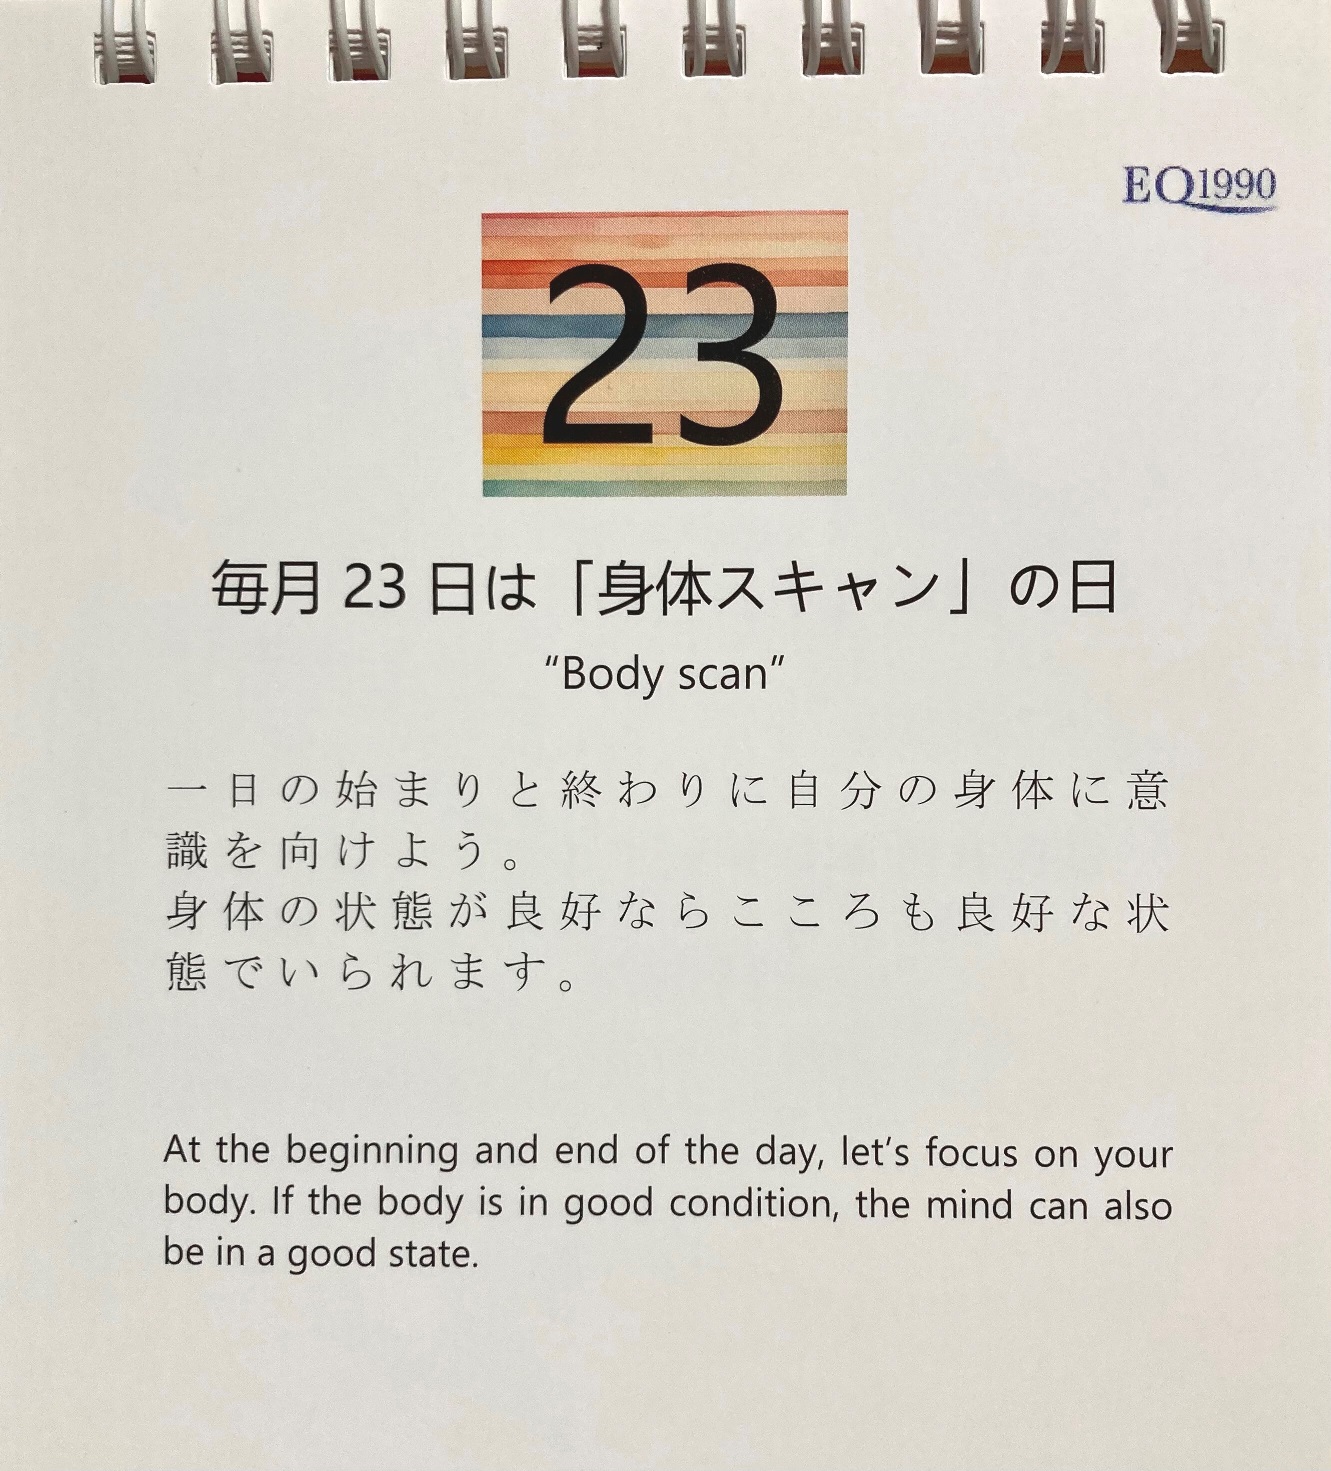 EQ1990
23
毎月 23 日は「身体スキャン」の日
“Body scan”
一日の始まりと終わりに自分の身体に意
識を向けよう。
身体の状態が良好ならこころも良好な状
態でいられます。
At the beginning and end of the day, let‘s focus on your
body. If the body is in good condition, the mind can also
be in a good state.